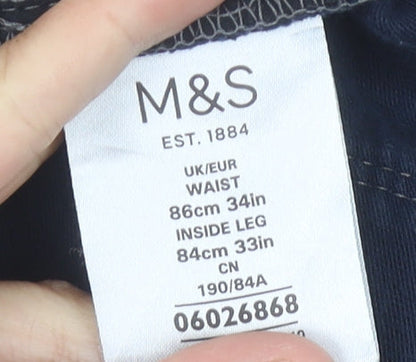 M&S
EST. 1884
UK/EUR
WAIST
86cm 34in
INSIDE LEG
84cm 33in
CN
190/84A
06026868